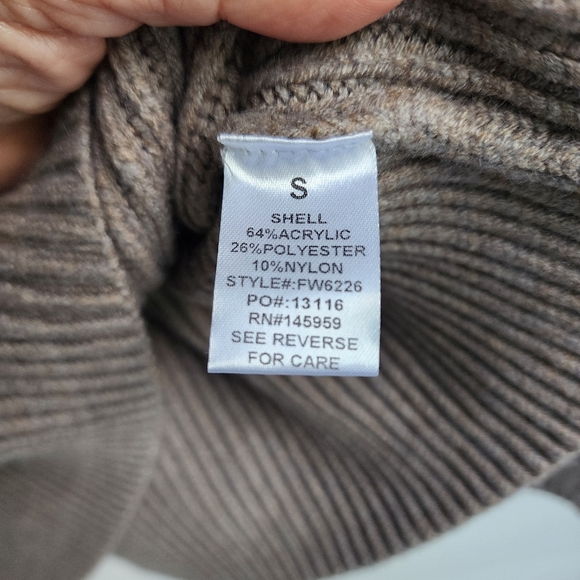 S
SHELL
64%ACRYLIC
26%POLYESTER
10%NYLON
STYLE#:FW6226
PO#:13116
RN#145959
SEE REVERSE
FOR CARE